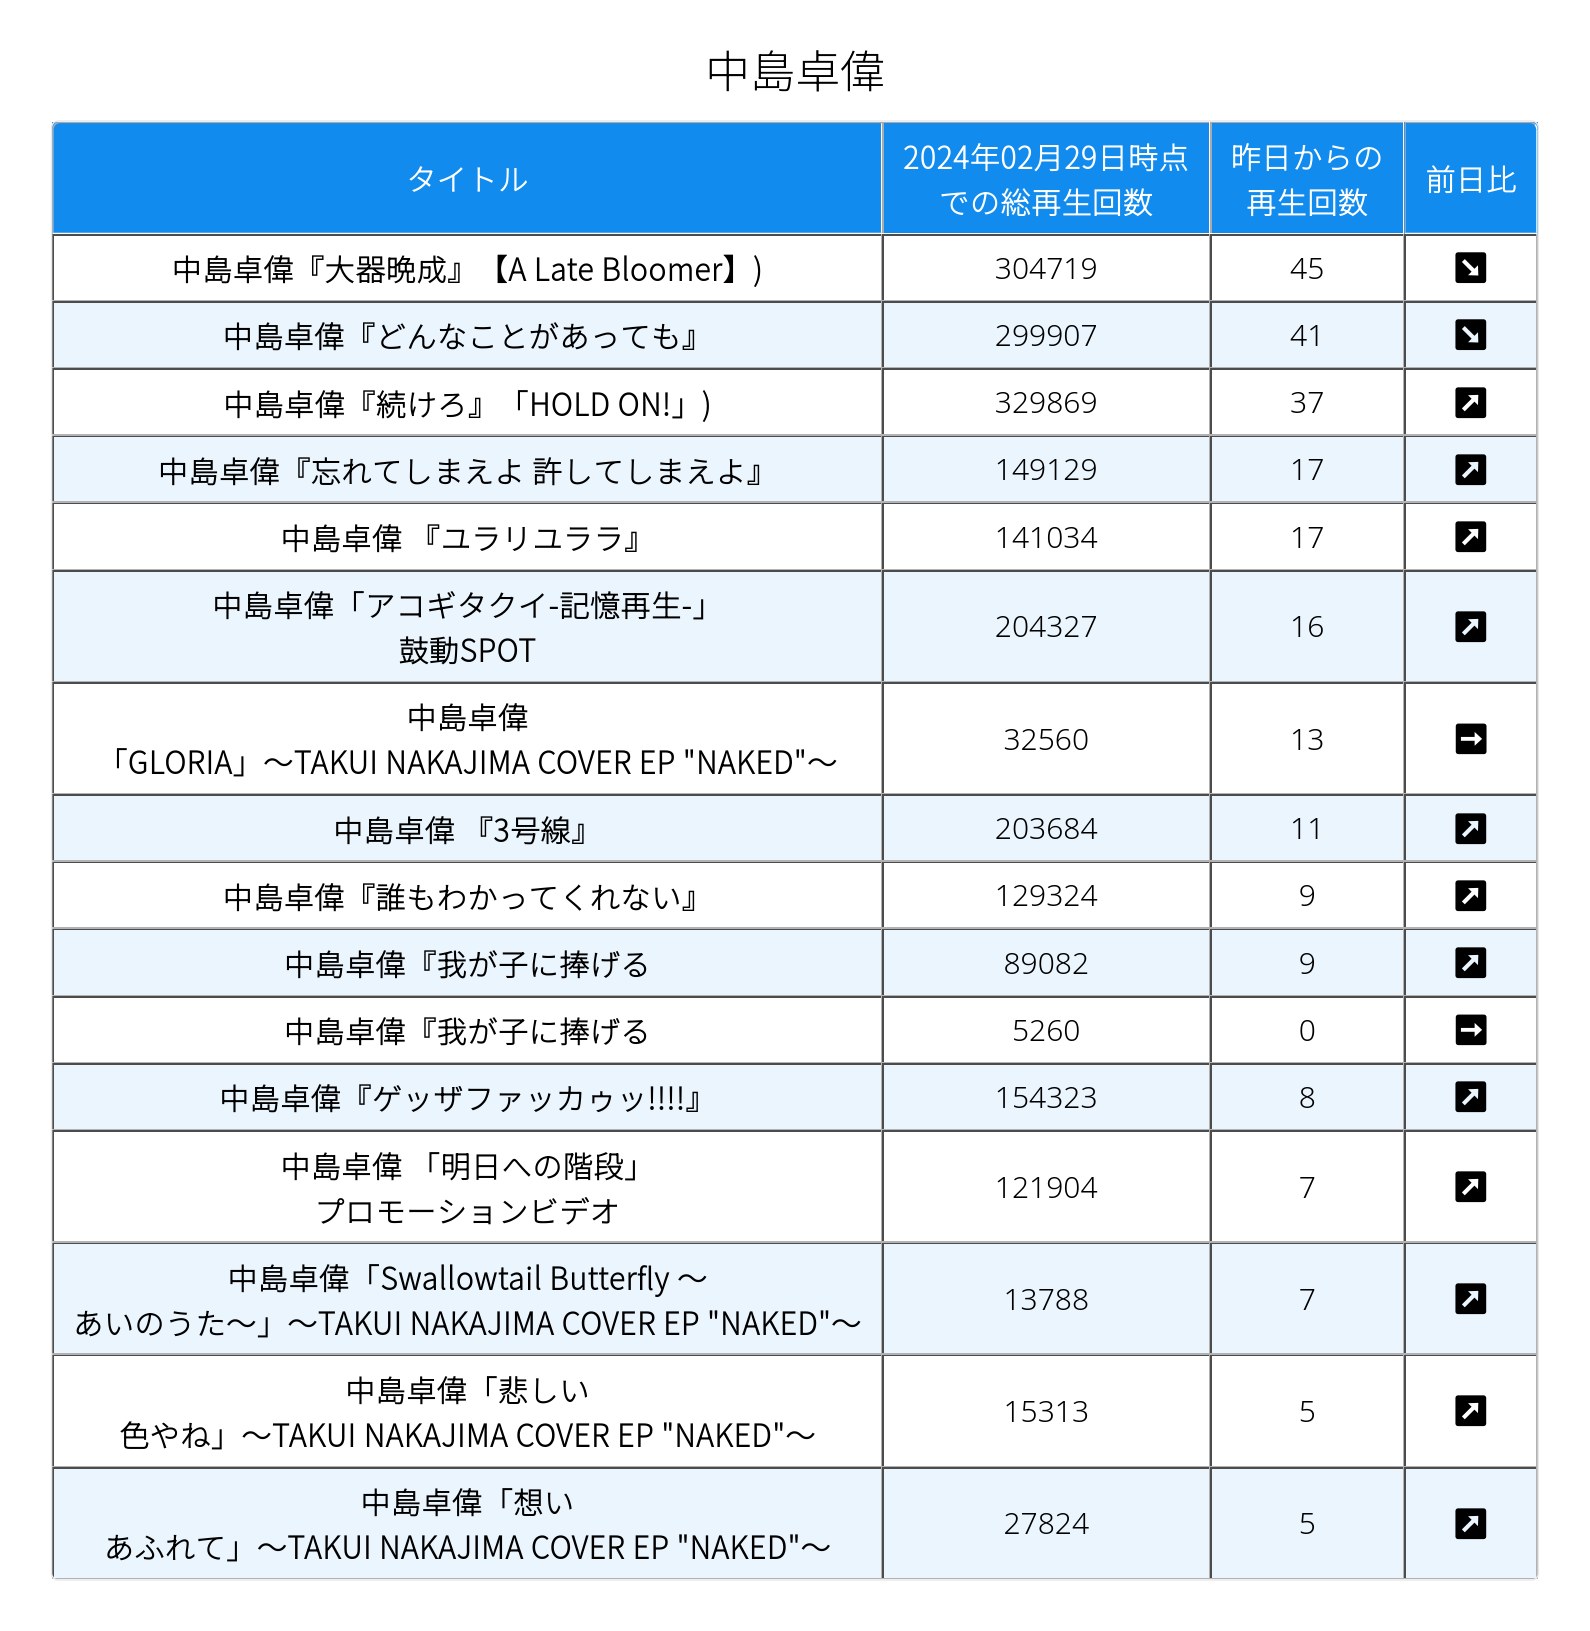 中島卓偉
タイトル
2024年02月29日時点
での総再生回数
昨日からの
再生回数
前日比
中島卓偉『大器晩成』【A Late Bloomer】)
304719
45
中島卓偉『どんなことがあっても』
299907
41
中島卓偉『続けろ』「HOLD ON!」)
329869
37
中島卓偉『忘れてしまえよ 許してしまえよ』
149129
17
中島卓偉 『ユラリユララ』
141034
17
中島卓偉「アコギタクイ-記憶再生-」
鼓動SPOT
204327
16
中島卓偉
「GLORIA」～TAKUI NAKAJIMA COVER EP "NAKED"～
32560
13
中島卓偉 『3号線』
203684
11
中島卓偉『誰もわかってくれない』
129324
9
中島卓偉『我が子に捧げる
89082
9
中島卓偉『我が子に捧げる
5260
0
中島卓偉『ゲッザファッカゥッ!!!!』
154323
8
中島卓偉 「明日への階段」
プロモーションビデオ
121904
7
中島卓偉「Swallowtail Butterfly ～
あいのうた～」～TAKUI NAKAJIMA COVER EP "NAKED"～
13788
7
中島卓偉「悲しい
色やね」～TAKUI NAKAJIMA COVER EP "NAKED"～
15313
5
中島卓偉「想い
あふれて」～TAKUI NAKAJIMA COVER EP "NAKED"～
27824
5